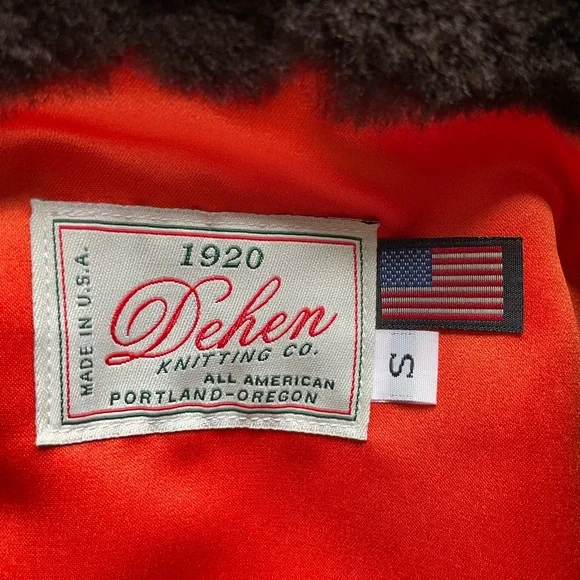 1920
Dehen
KNITTING CO.
ALL AMERICAN
PORTLAND-OREGON
MADE IN U.S.A.
S